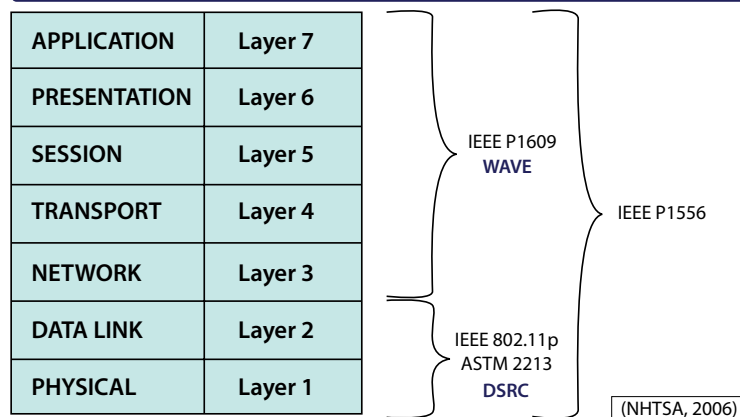 APPLICATION Layer 7
PRESENTATION Layer 6
SESSION Layer 5
TRANSPORT Layer 4
NETWORK Layer 3
DATA LINK Layer 2
PHYSICAL Layer 1
IEEE P1609
WAVE
IEEE 802.11p
ASTM 2213
DSRC
IEEE P1556
(NHTSA, 2006)